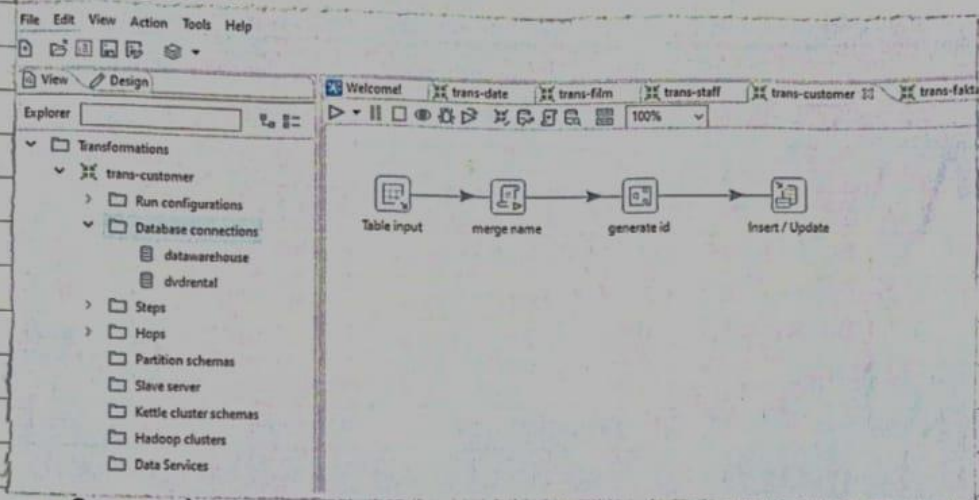 File Edit View Action Tools Help
View Design
Welcome! trans-date trans-film trans-staff trans-customer trans-fakta
Explorer
100%
Transformations
trans-customer
Run configurations
Database connections
datawarehouse
dvdrental
Steps
Hops
Partition schemas
Slave server
Kettle cluster schemas
Hadoop clusters
Data Services
Table input merge name generate id Insert / Update